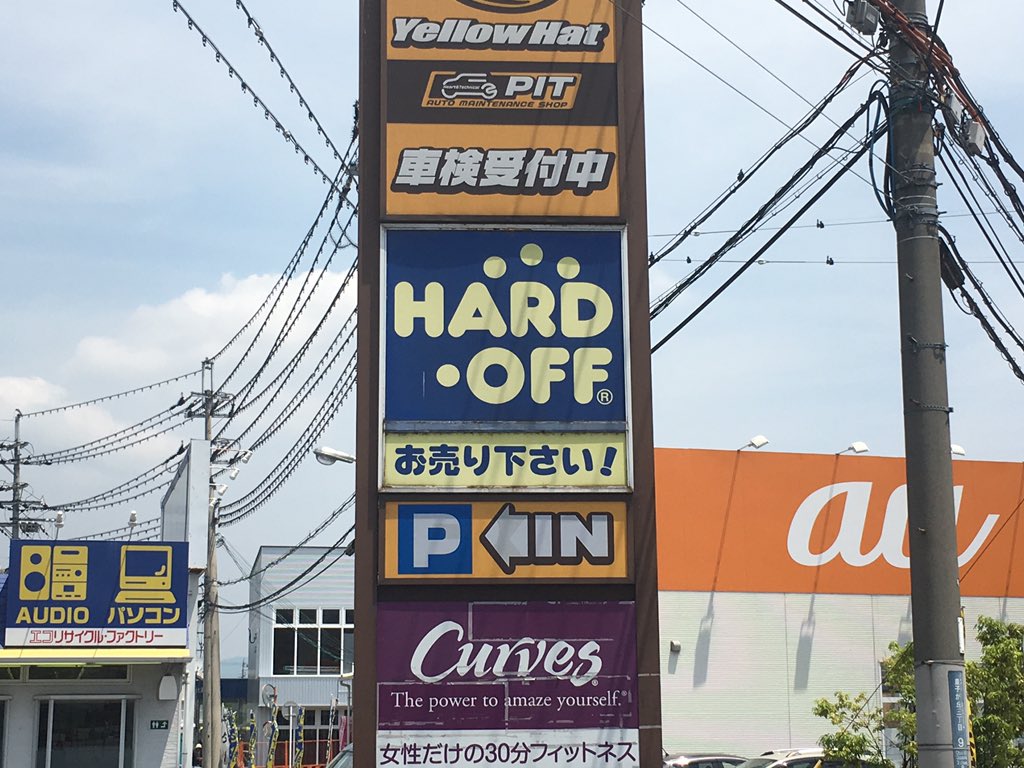 YellowHat
PIT
AUTO MAINTENANCE SHOP
車検受付中
HARD
・OFF®
お売り下さい!
P IN
au
AUDIO パソコン
エコリサイクル・ファクトリー
Curves®
The power to amaze yourself.®
女性だけの30分フィットネス